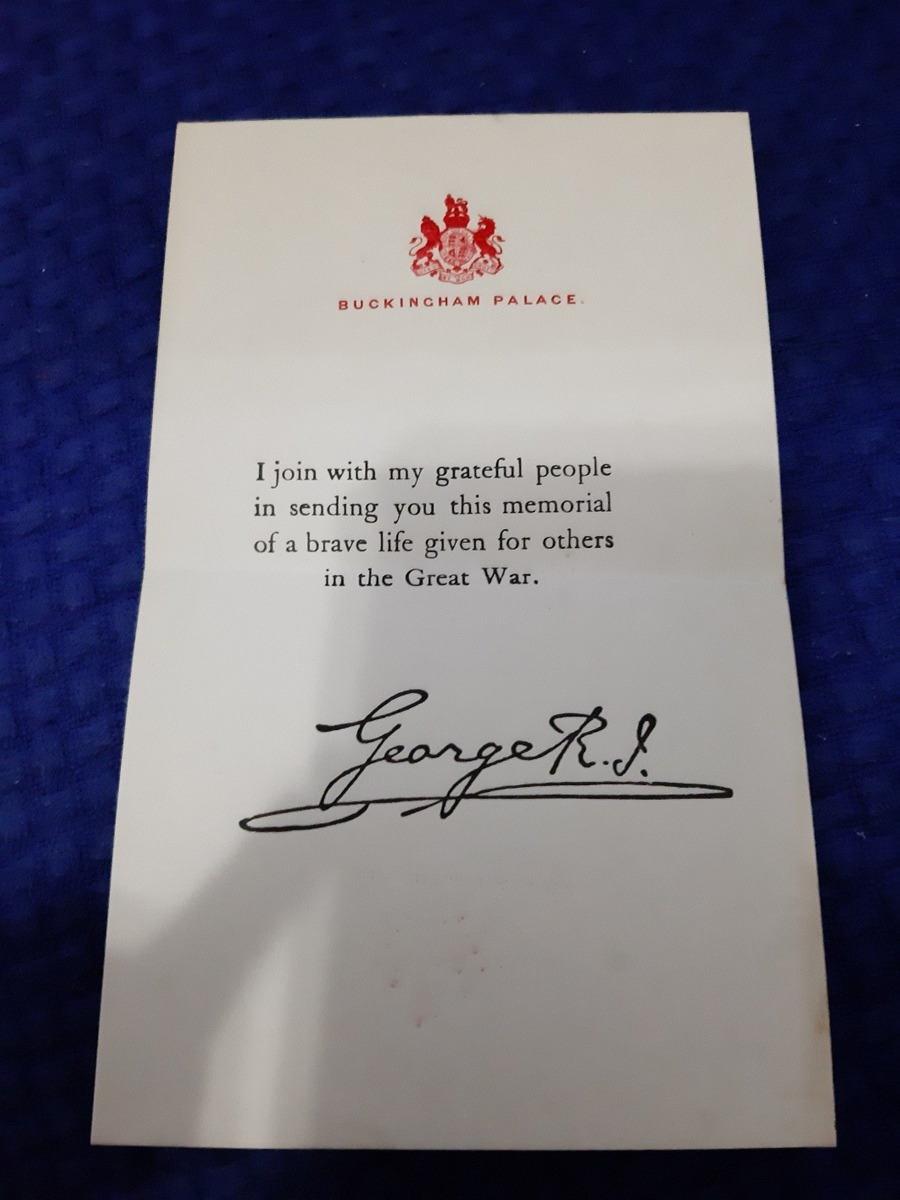 BUCKINGHAM PALACE.
I join with my grateful people
in sending you this memorial
of a brave life given for others
in the Great War.
George R.I.